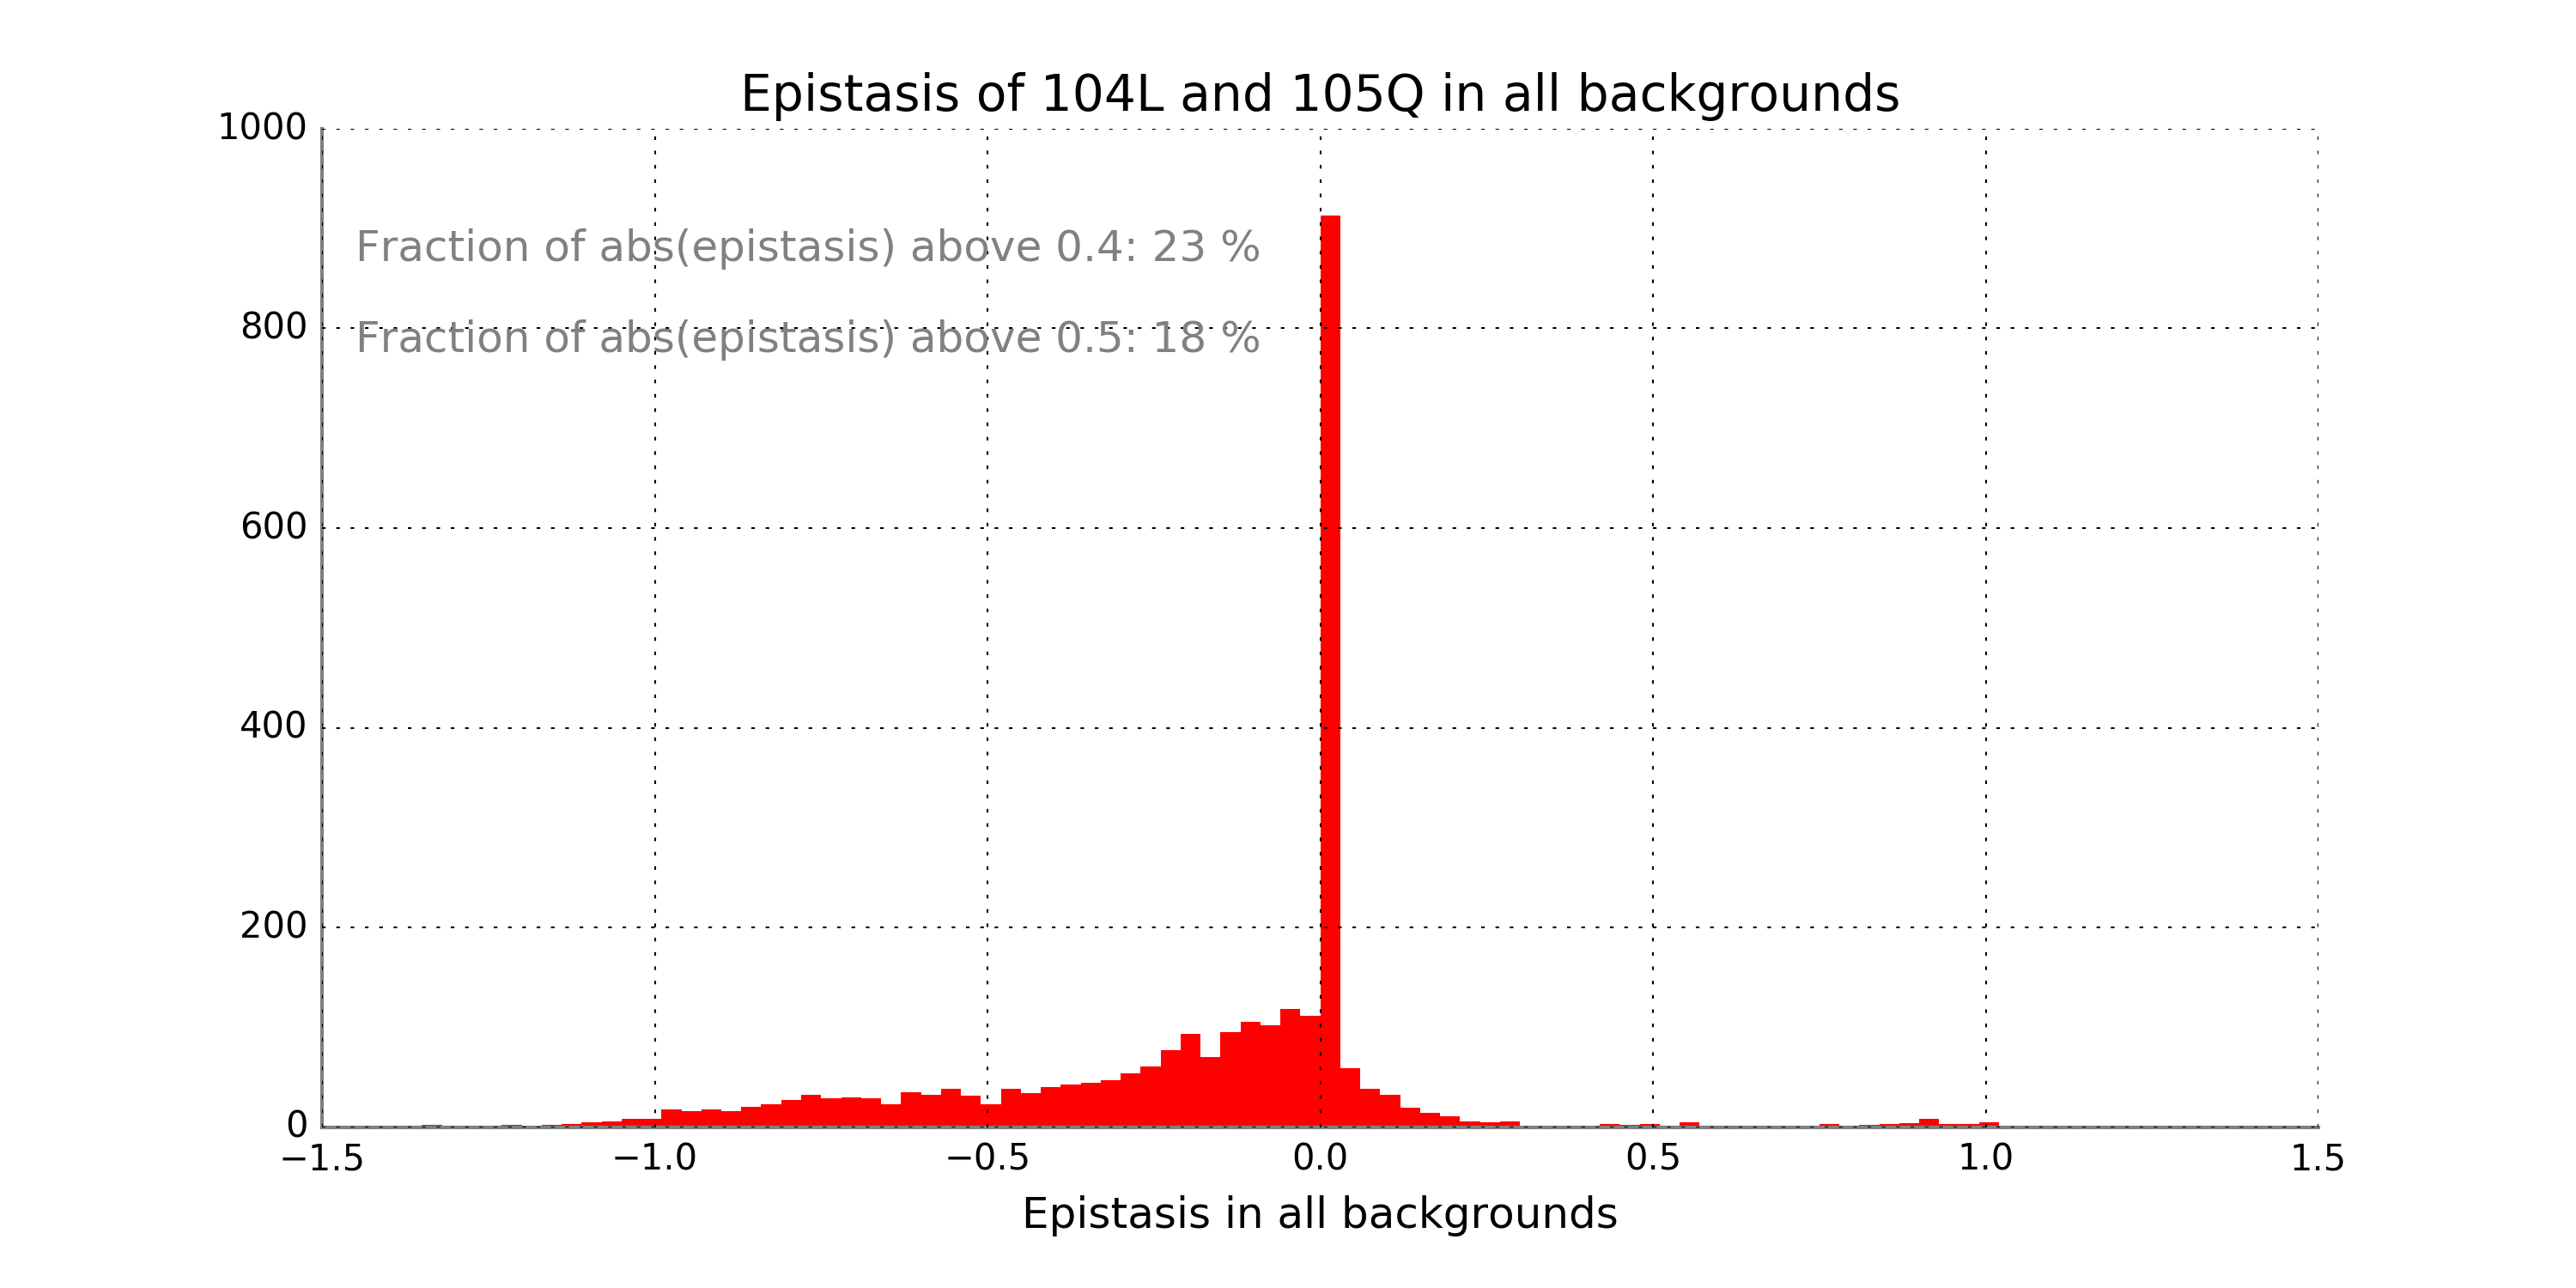 Epistasis of 104L and 105Q in all backgrounds
1000
Fraction of abs(epistasis) above 0.4: 23 %
800
Fraction of abs(epistasis) above 0.5: 18 %
600
400
200
0
−1.5 −1.0 −0.5 0.0 0.5 1.0 1.5
Epistasis in all backgrounds